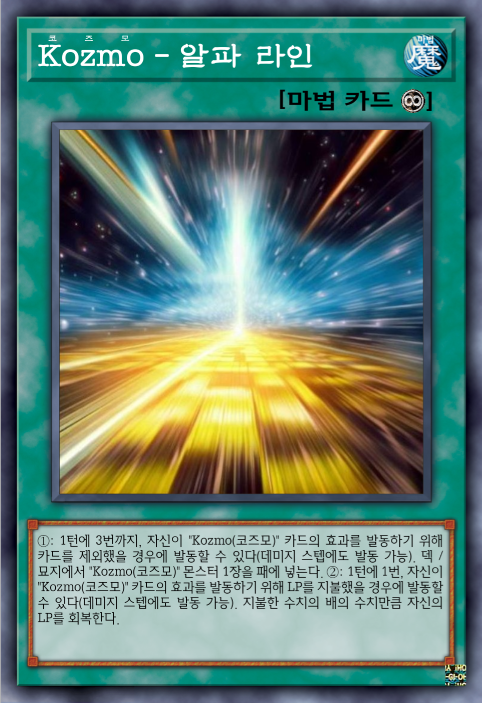 코즈모
Kozmo - 알파 라인
마법
魔
[마법 카드 ]
①: 1턴에 3번까지, 자신이 "Kozmo(코즈모)" 카드의 효과를 발동하기 위해
카드를 제외했을 경우에 발동할 수 있다(데미지 스텝에도 발동 가능). 덱 /
묘지에서 "Kozmo(코즈모)" 몬스터 1장을 패에 넣는다. ②: 1턴에 1번, 자신이
"Kozmo(코즈모)" 카드의 효과를 발동하기 위해 LP를 지불했을 경우에 발동할
수 있다(데미지 스텝에도 발동 가능). 지불한 수치의 배의 수치만큼 자신의
LP를 회복한다.